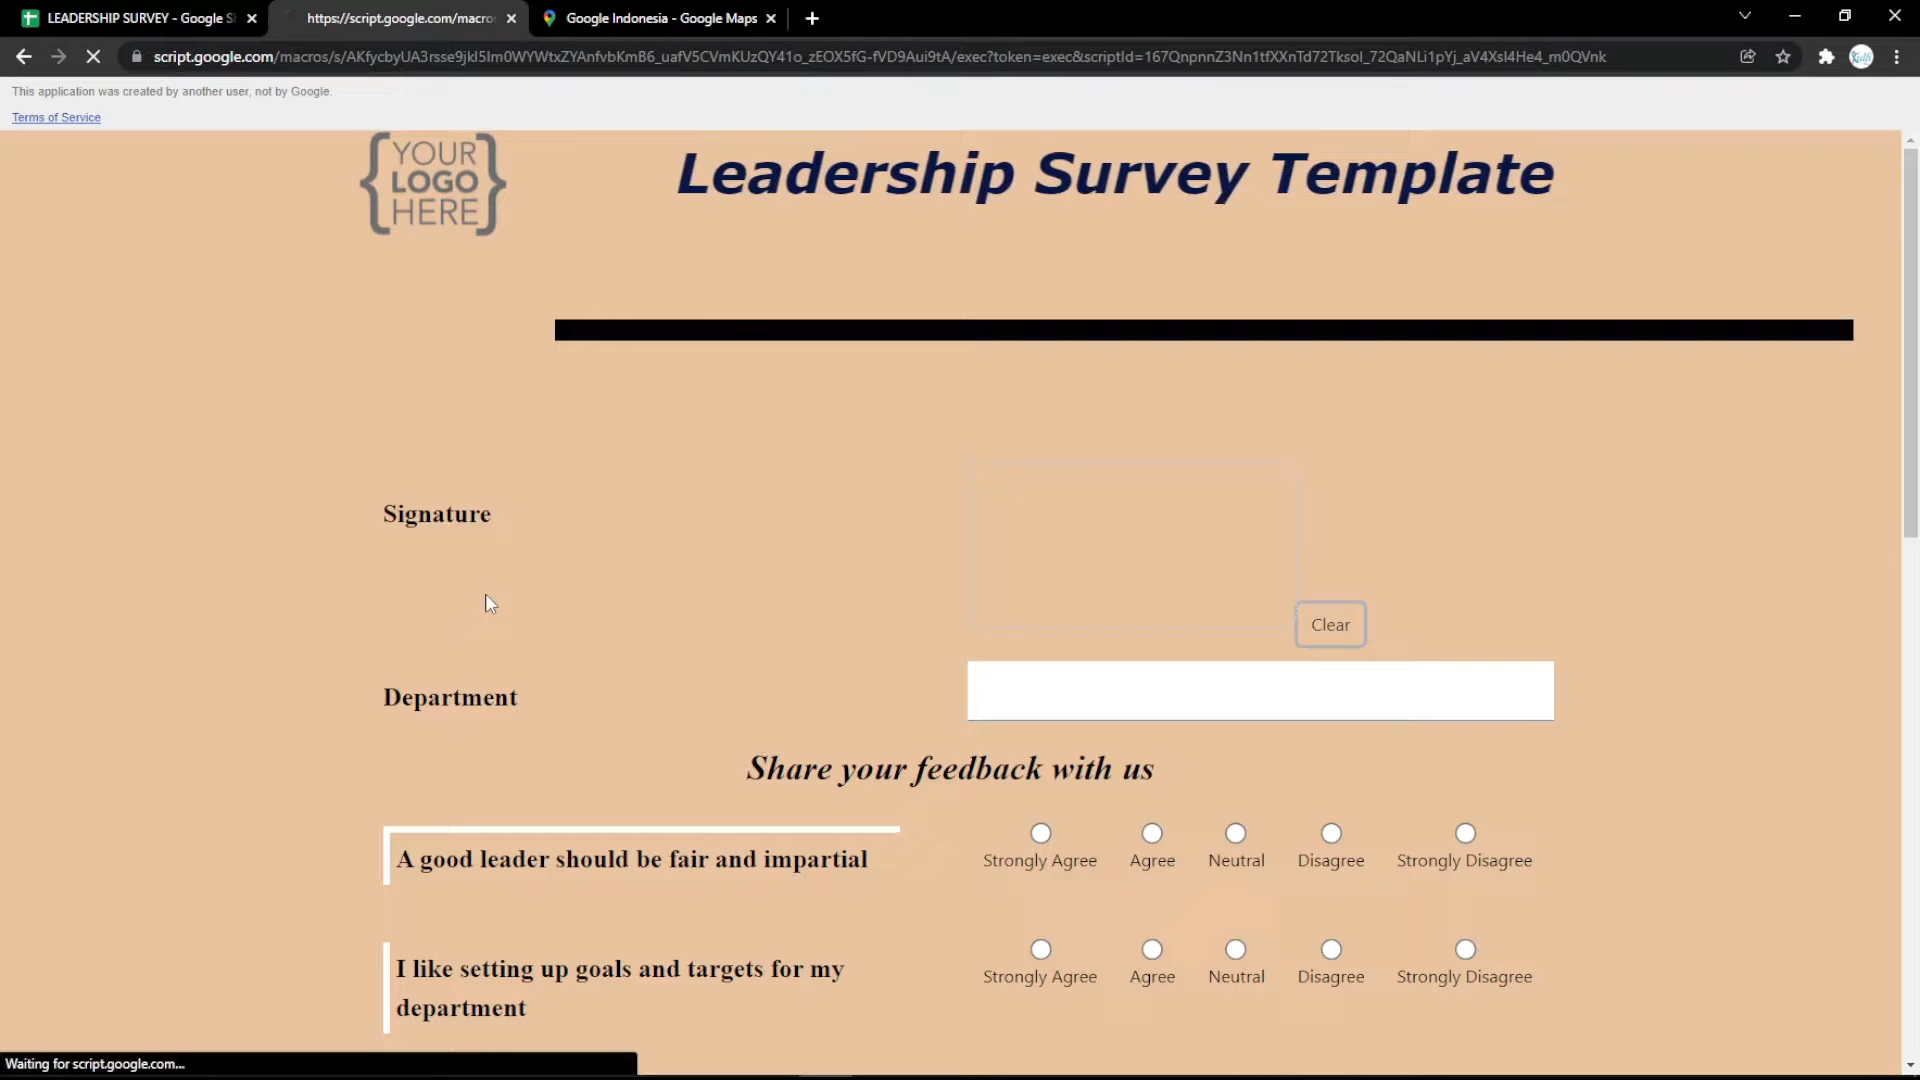 LEADERSHIP SURVEY - Google S
https://script.google.com/macro
Google Indonesia - Google Maps
script.google.com/macros/s/AKfycbyUA3rsse9jkI5Im0WYWtxZYAnfvbKmB6_uafV5CVmKUzQY41o_zEOX5fG-fVD9Aui9tA/exec?token=exec&scriptId=167QnpnnZ3Nn1tfXXnTd72TksoI_72QaNLi1pYj_aV4XsI4He4_m0QVnk
This application was created by another user, not by Google.
Terms of Service
YOUR
LOGO
HERE
Leadership Survey Template
Signature
Clear
Department
Share your feedback with us
A good leader should be fair and impartial
Strongly Agree Agree Neutral Disagree Strongly Disagree
I like setting up goals and targets for my
department
Strongly Agree Agree Neutral Disagree Strongly Disagree
Waiting for script.google.com...